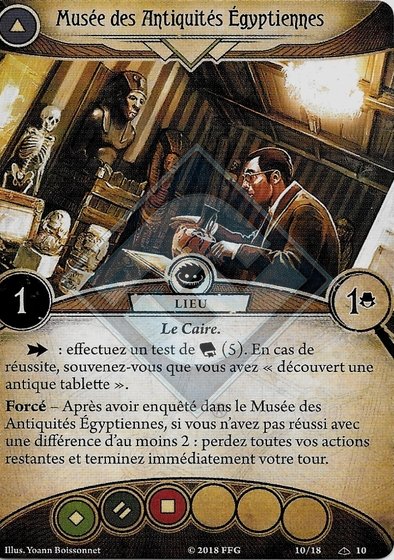 Musée des Antiquités Égyptiennes
1
1
LIEU
Le Caire.
: effectuez un test de (5). En cas de
réussite, souvenez-vous que vous avez « découvert une
antique tablette ».
Forcé – Après avoir enquêté dans le Musée des
Antiquités Égyptiennes, si vous n'avez pas réussi avec
une différence d'au moins 2 : perdez toutes vos actions
restantes et terminez immédiatement votre tour.
Illus. Yoann Boissonnet © 2018 FFG 10/18 10